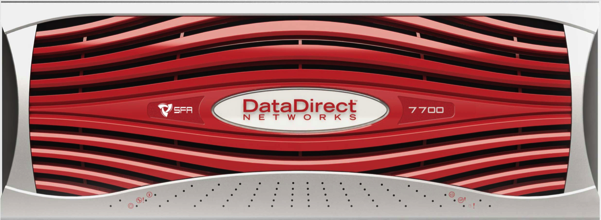 SFA
DataDirect
NETWORKS
7700